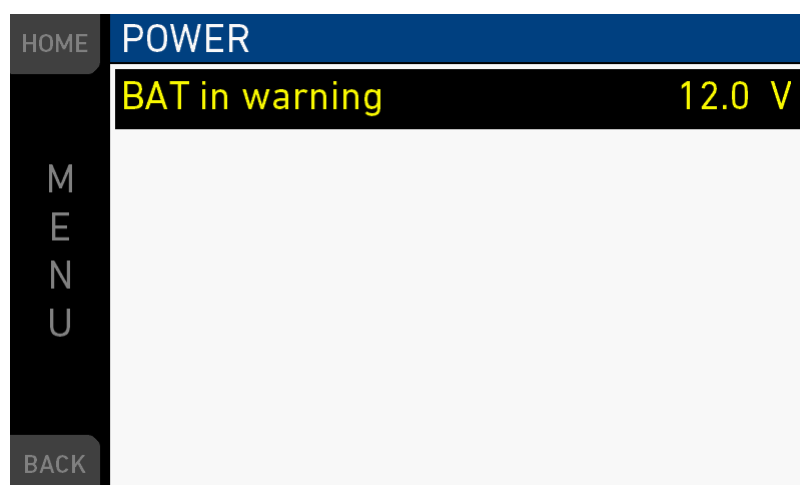 HOME
POWER
BAT in warning 12.0 V
M
E
N
U
BACK